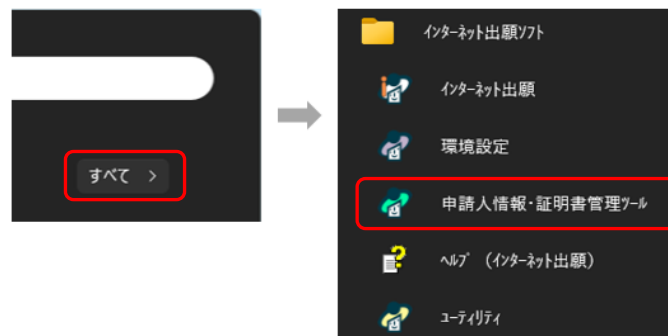 すべて >
インターネット出願ソフト
インターネット出願
環境設定
申請人情報・証明書管理ツール
ヘルプ (インターネット出願)
ユーティリティ